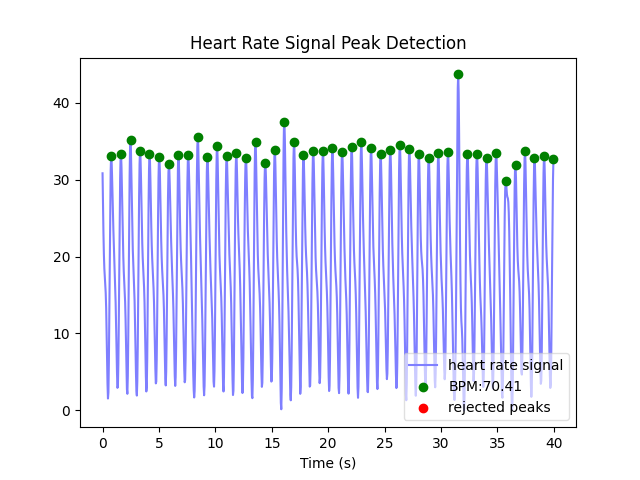 Heart Rate Signal Peak Detection
40
30
20
10
0
heart rate signal
BPM:70.41
rejected peaks
0 5 10 15 20 25 30 35 40
Time (s)